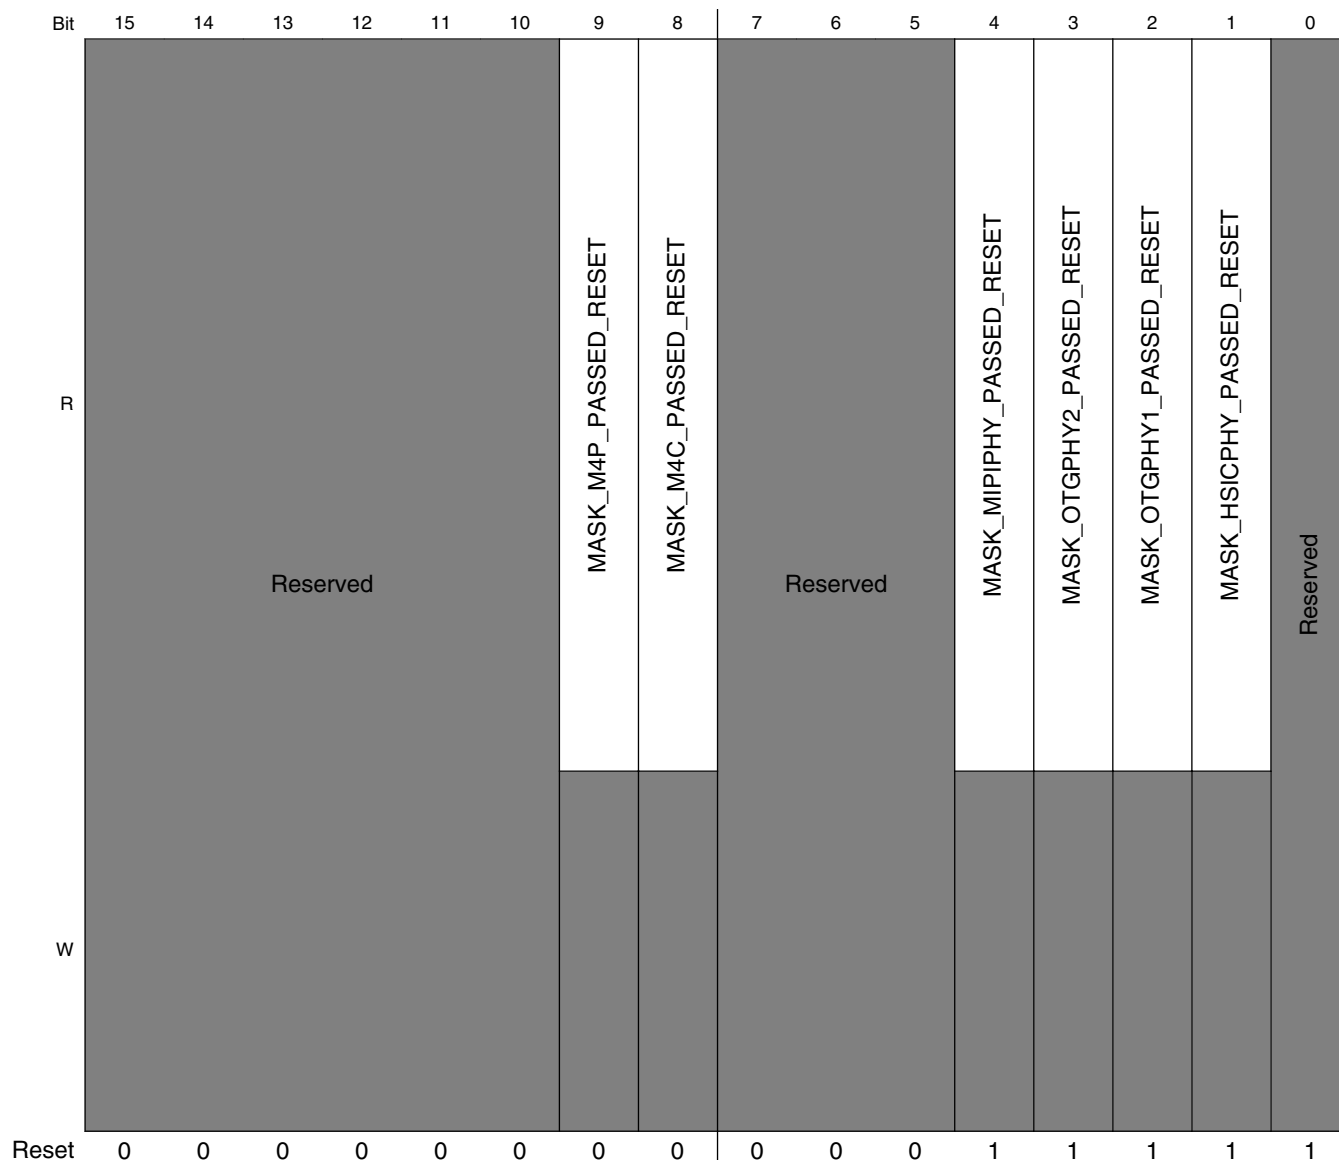 Bit 15 14 13 12 11 10 9 8 7 6 5 4 3 2 1 0
R
Reserved
MASK_M4P_PASSED_RESET
MASK_M4C_PASSED_RESET
Reserved
MASK_MIPIPHY_PASSED_RESET
MASK_OTGPHY2_PASSED_RESET
MASK_OTGPHY1_PASSED_RESET
MASK_HSICPHY_PASSED_RESET
Reserved
W
Reset 0 0 0 0 0 0 0 0 0 0 0 1 1 1 1 1